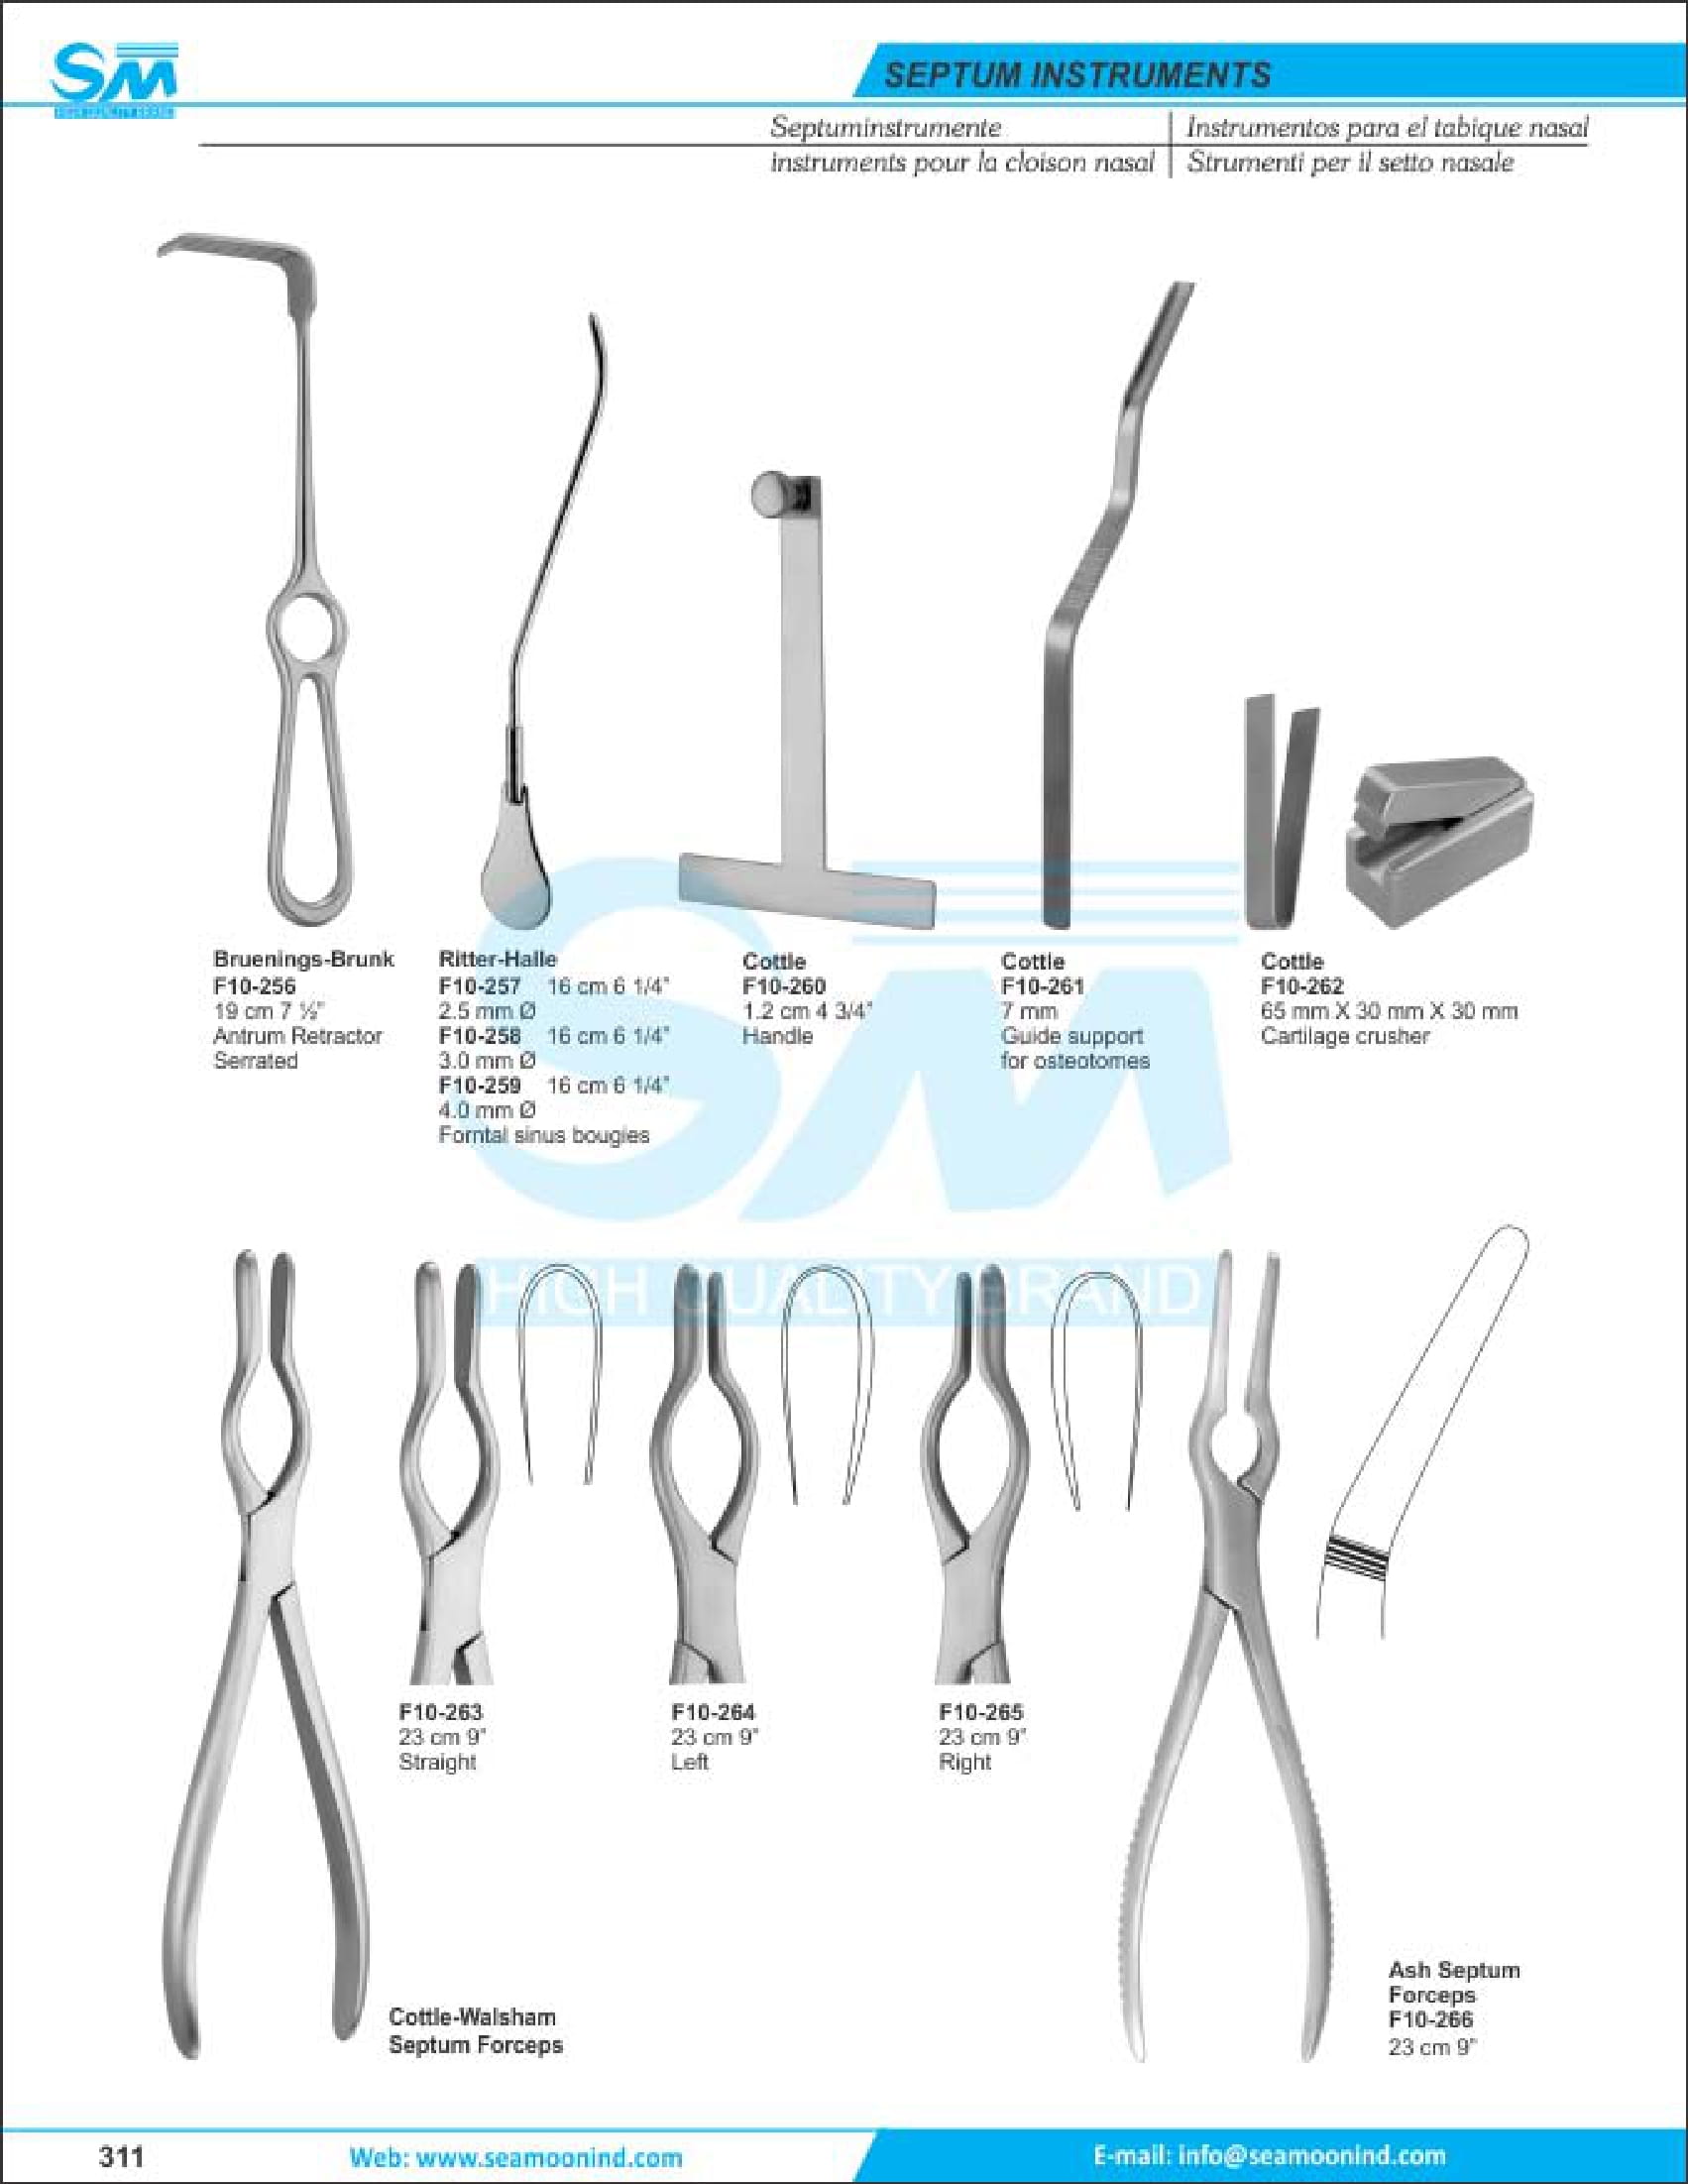 SM
HIGH QUALITY BRAND
SEPTUM INSTRUMENTS
Septuminstrumente
Instrumentos para el tabique nasal
instruments pour la cloison nasal
Strumenti per il setto nasale
Bruenings-Brunk
F10-256
19 cm 7 ½"
Antrum Retractor
Serrated
Ritter-Halle
F10-257 16 cm 6 1/4"
2.5 mm Ø
F10-258 16 cm 6 1/4"
3.0 mm Ø
F10-259 16 cm 6 1/4"
4.0 mm Ø
Forntal sinus bougies
Cottle
F10-260
1.2 cm 4 3/4"
Handle
Cottle
F10-261
7 mm
Guide support
for osteotomes
Cottle
F10-262
65 mm X 30 mm X 30 mm
Cartilage crusher
SM
HIGH QUALITY BRAND
F10-263
23 cm 9"
Straight
F10-264
23 cm 9"
Left
F10-265
23 cm 9"
Right
Cottle-Walsham
Septum Forceps
Ash Septum
Forceps
F10-266
23 cm 9"
311
Web: www.seamoonind.com
E-mail: info@seamoonind.com